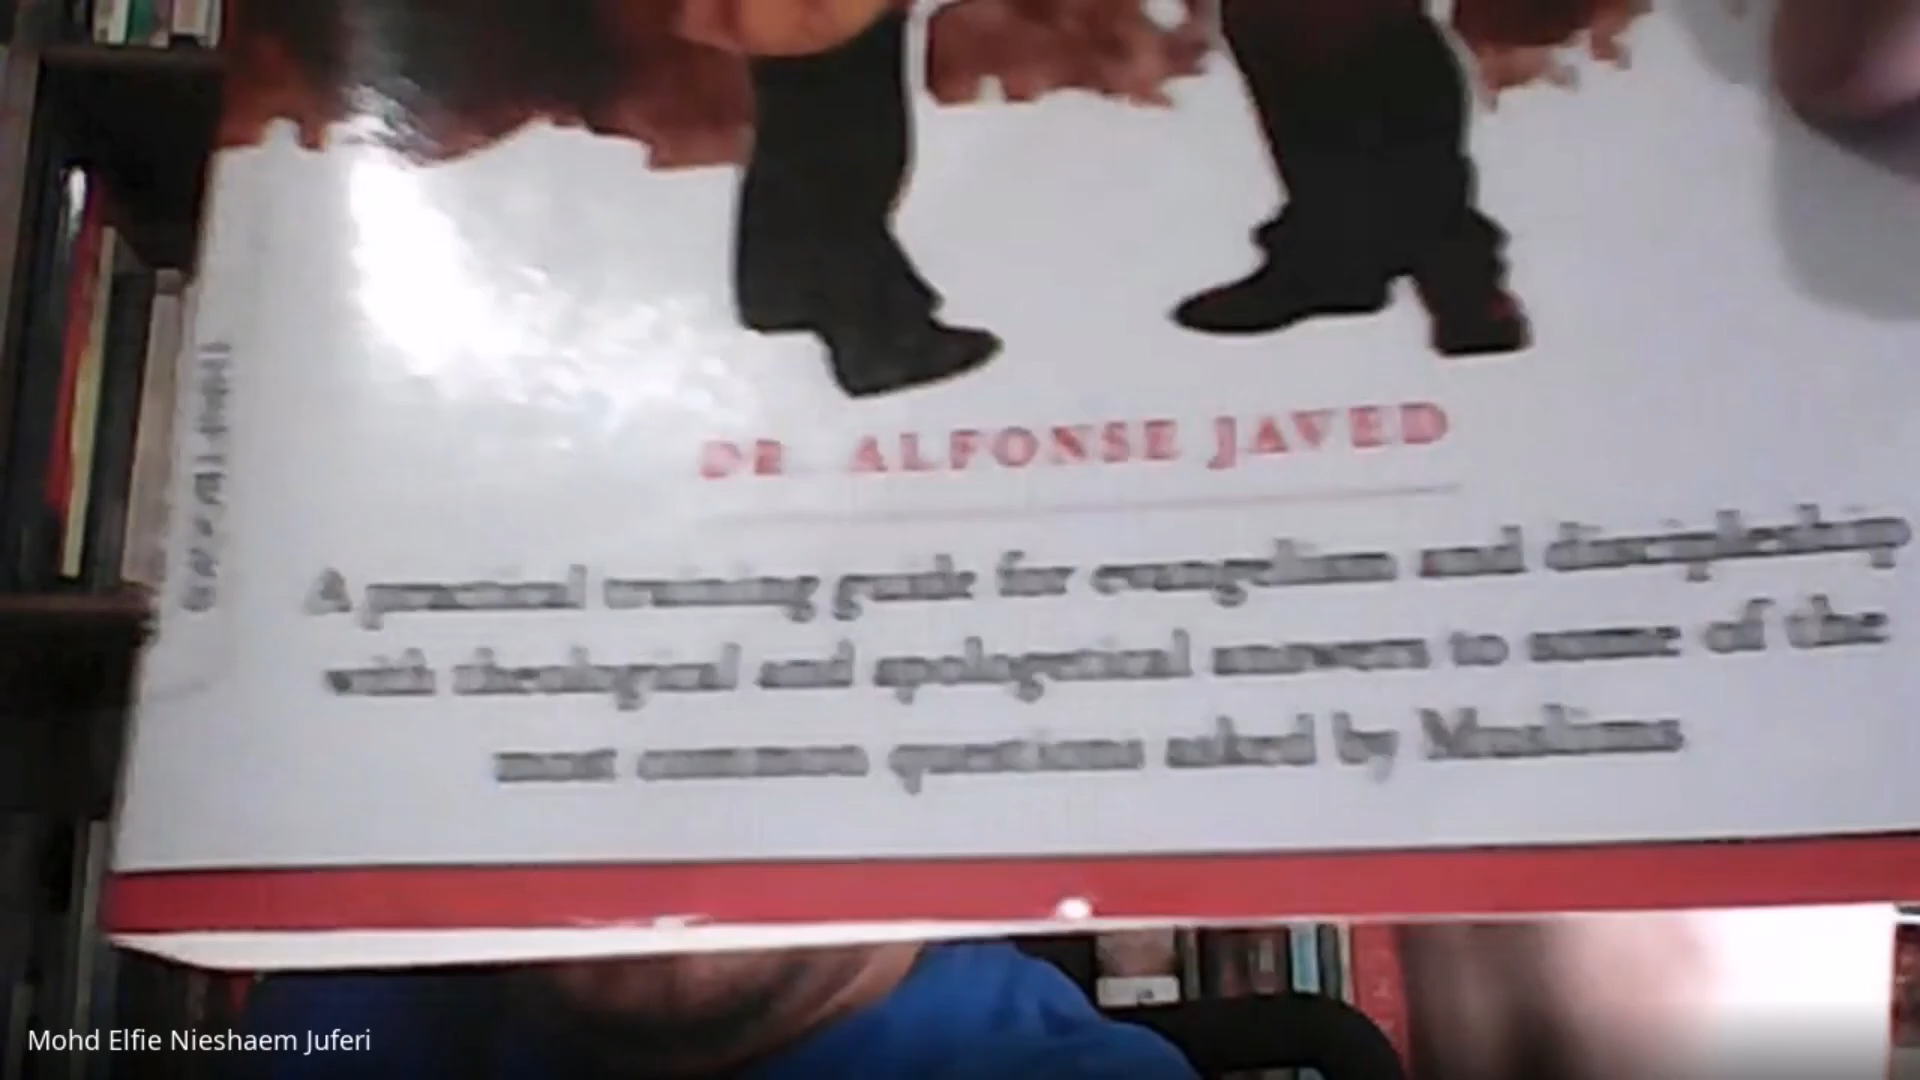 DR. ALFONSE JAVED
A practical training guide for evangelism and discipleship
with theological and apologetical answers to some of the
most common questions asked by Muslims
Mohd Elfie Nieshaem Juferi